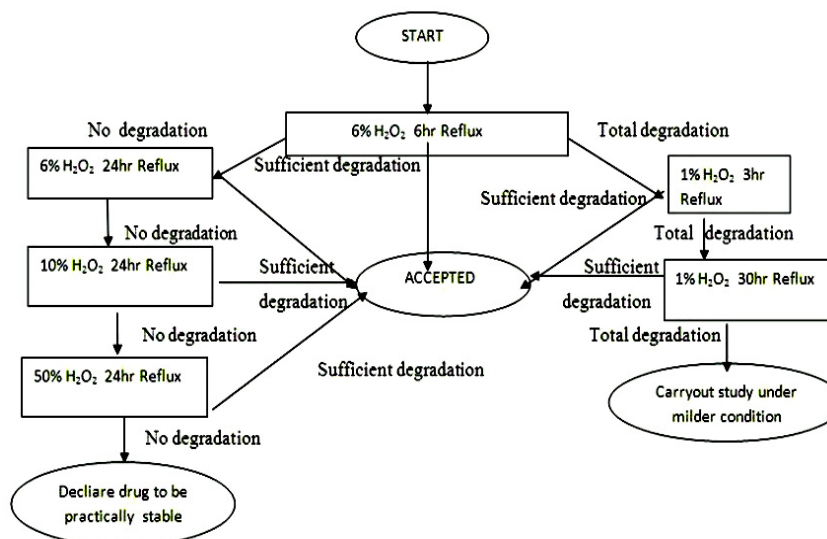 START
No degradation
6% H₂O₂ 6hr Reflux
Total degradation
6% H₂O₂ 24hr Reflux
Sufficient degradation
1% H₂O₂ 3hr
Reflux
Sufficient degradation
No degradation
Total degradation
10% H₂O₂ 24hr Reflux
Sufficient
degradation
ACCEPTED
Sufficient
degradation
1% H₂O₂ 30hr Reflux
No degradation
Total degradation
50% H₂O₂ 24hr Reflux
Sufficient degradation
Carryout study under
milder condition
No degradation
Decliare drug to be
practically stable